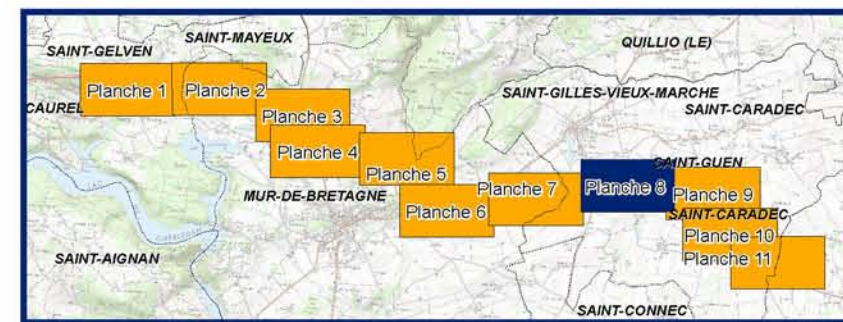 SAINT-MAYEUX
SAINT-GELVEN
QUILLIO (LE)
Planche 1
Planche 2
SAINT-GILLES-VIEUX-MARCHE
CAUREL
Planche 3
SAINT-CARADEC
Planche 4
SAINT-GUEN
Planche 5
Planche 7
Planche 8
Planche 9
MUR-DE-BRETAGNE
Planche 6
SAINT-CARADEC
Planche 10
SAINT-AIGNAN
Planche 11
SAINT-CONNEC